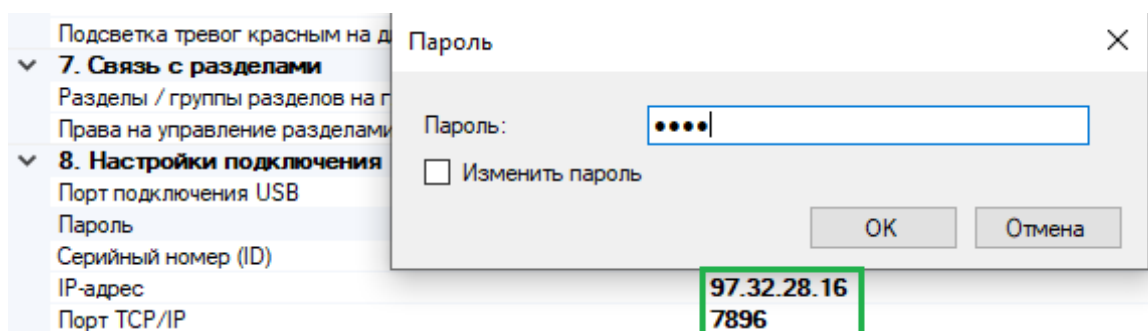 Подсветка тревог красным на
7. Связь с разделами
Разделы / группы разделов на
Права на управление разделами
8. Настройки подключения
Порт подключения USB
Пароль
Серийный номер (ID)
IP-адрес 97.32.28.16
Порт TCP/IP 7896
Пароль
Пароль: ••••
Изменить пароль
OK Отмена